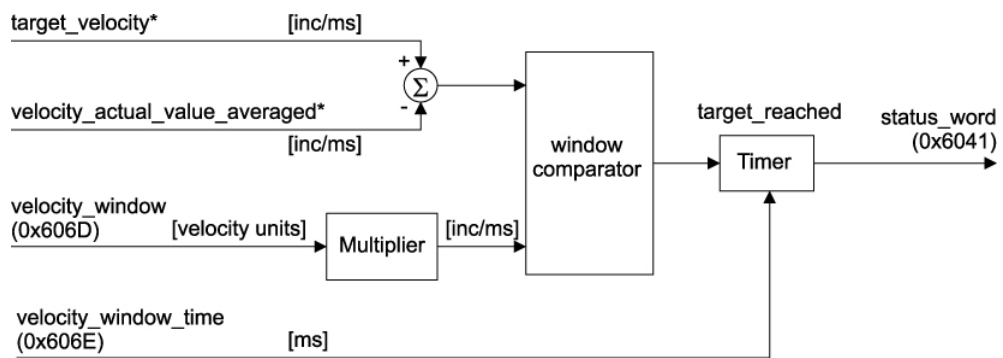 target_velocity* [inc/ms]
+
Σ
-
velocity_actual_value_averaged*
[inc/ms]
window
comparator
target_reached
Timer
status_word
(0x6041)
velocity_window
(0x606D) [velocity units]
Multiplier
[inc/ms]
velocity_window_time
(0x606E) [ms]